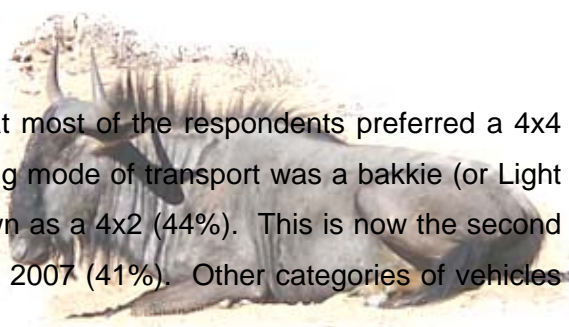 t most of the respondents preferred a 4x4
g mode of transport was a bakkie (or Light
n as a 4x2 (44%). This is now the second
2007 (41%). Other categories of vehicles